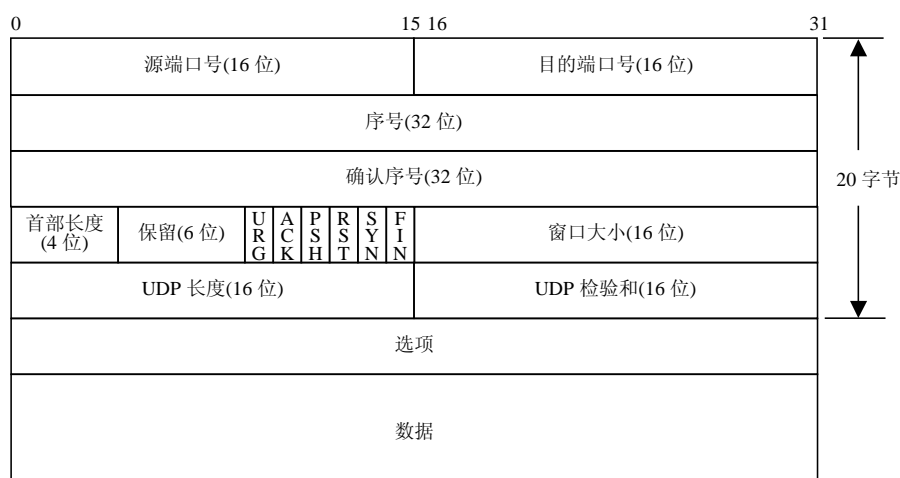 0 15 16 31
源端口号(16 位) 目的端口号(16 位)
序号(32 位)
确认序号(32 位)
20 字节
首部长度
(4 位)
保留(6 位)
URG
ACK
PSH
RST
SYN
FIN
窗口大小(16 位)
UDP 长度(16 位) UDP 检验和(16 位)
选项
数据